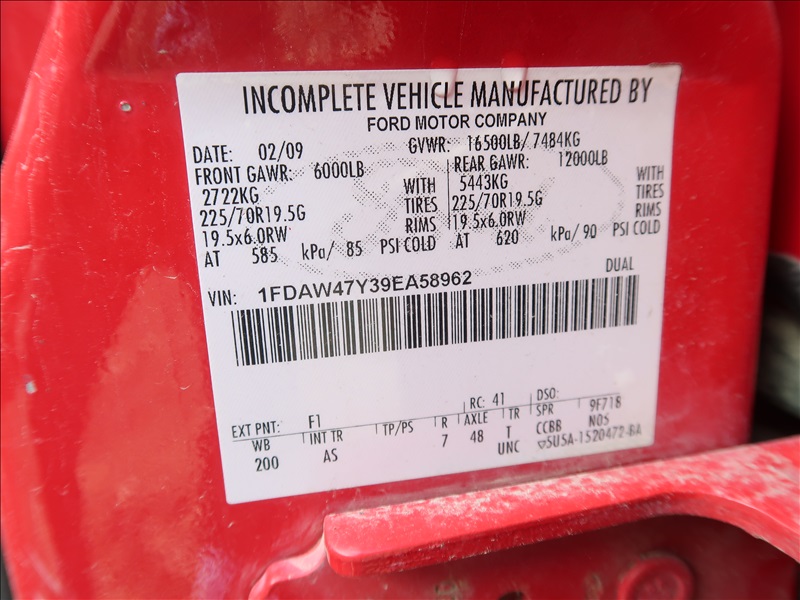 INCOMPLETE VEHICLE MANUFACTURED BY
FORD MOTOR COMPANY
DATE: 02/09 GVWR: 16500LB/ 7484KG
FRONT GAWR: 6000LB REAR GAWR: 12000LB
2722KG WITH 5443KG WITH
225/70R19.5G TIRES 225/70R19.5G TIRES
19.5x6.0RW RIMS 19.5x6.0RW RIMS
AT 585 kPa/ 85 PSI COLD AT 620 kPa/ 90 PSI COLD
VIN: 1FDAW47Y39EA58962 DUAL
EXT PNT: F1 RC: 41 DSO:
WB INT TR TP/PS R AXLE TR SPR 9F718
200 AS 7 48 T CCBB N05
UNC 5U5A-1520472-BA